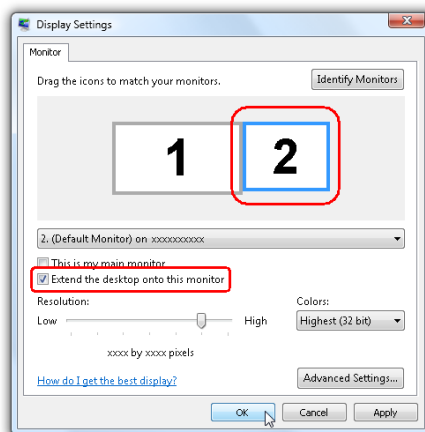 Display Settings
Monitor
Drag the icons to match your monitors.
Identify Monitors
1
2
2. (Default Monitor) on xxxxxxxxxx
This is my main monitor
Extend the desktop onto this monitor
Resolution:
Colors:
Low
High
Highest (32 bit)
xxxx by xxxx pixels
How do I get the best display?
Advanced Settings...
OK
Cancel
Apply